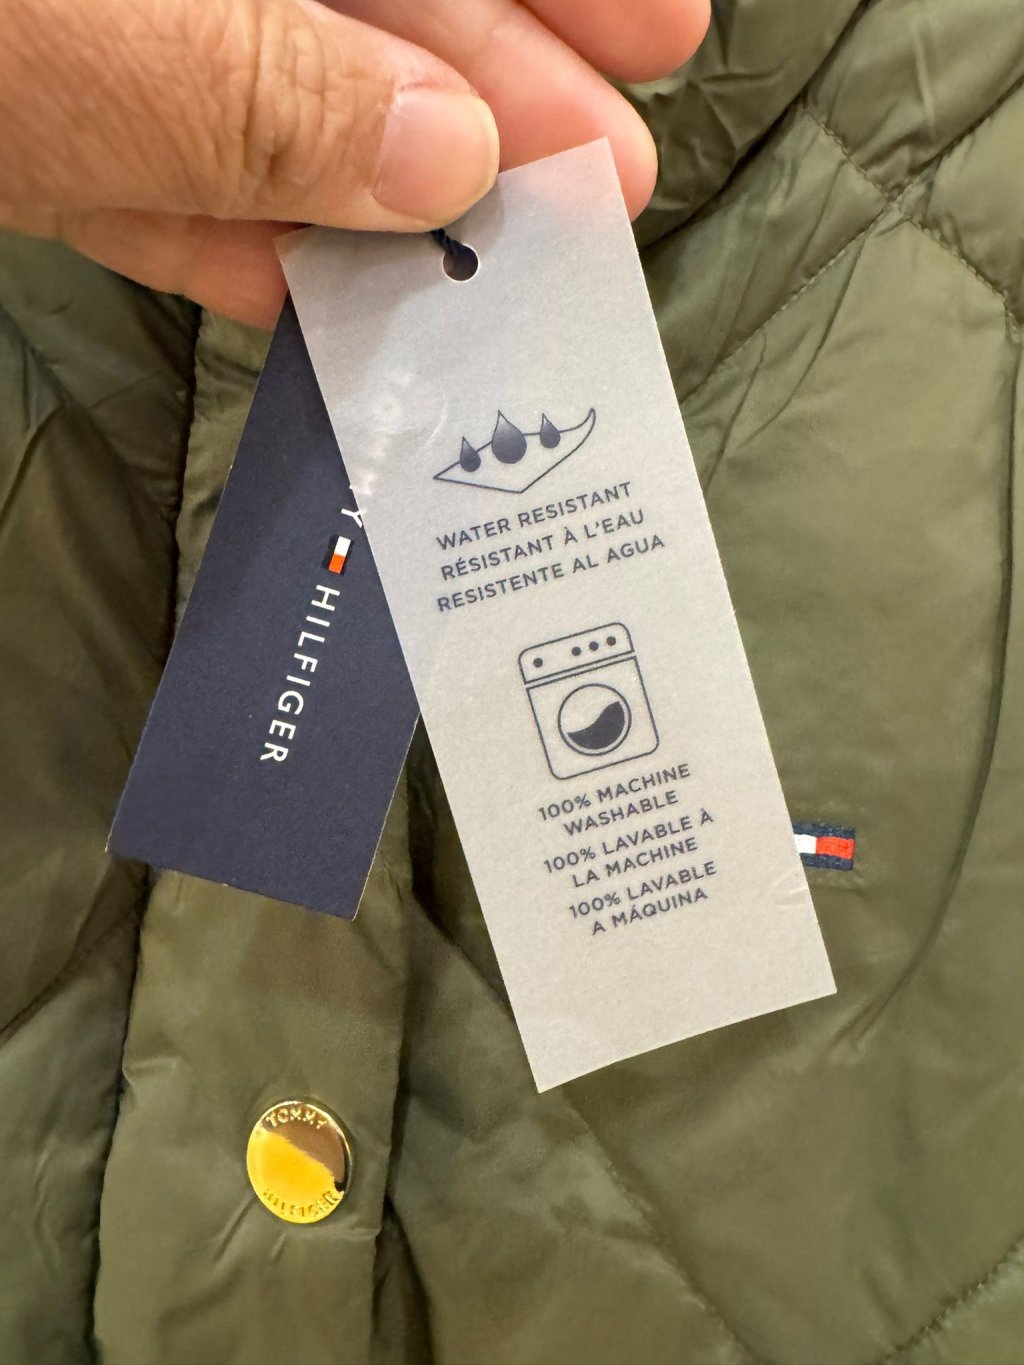 WATER RESISTANT
RÉSISTANT À L'EAU
RESISTENTE AL AGUA
100% MACHINE
WASHABLE
100% LAVABLE À
LA MACHINE
100% LAVABLE
A MÁQUINA
HILFIGER
TOMMY
HILFIGER